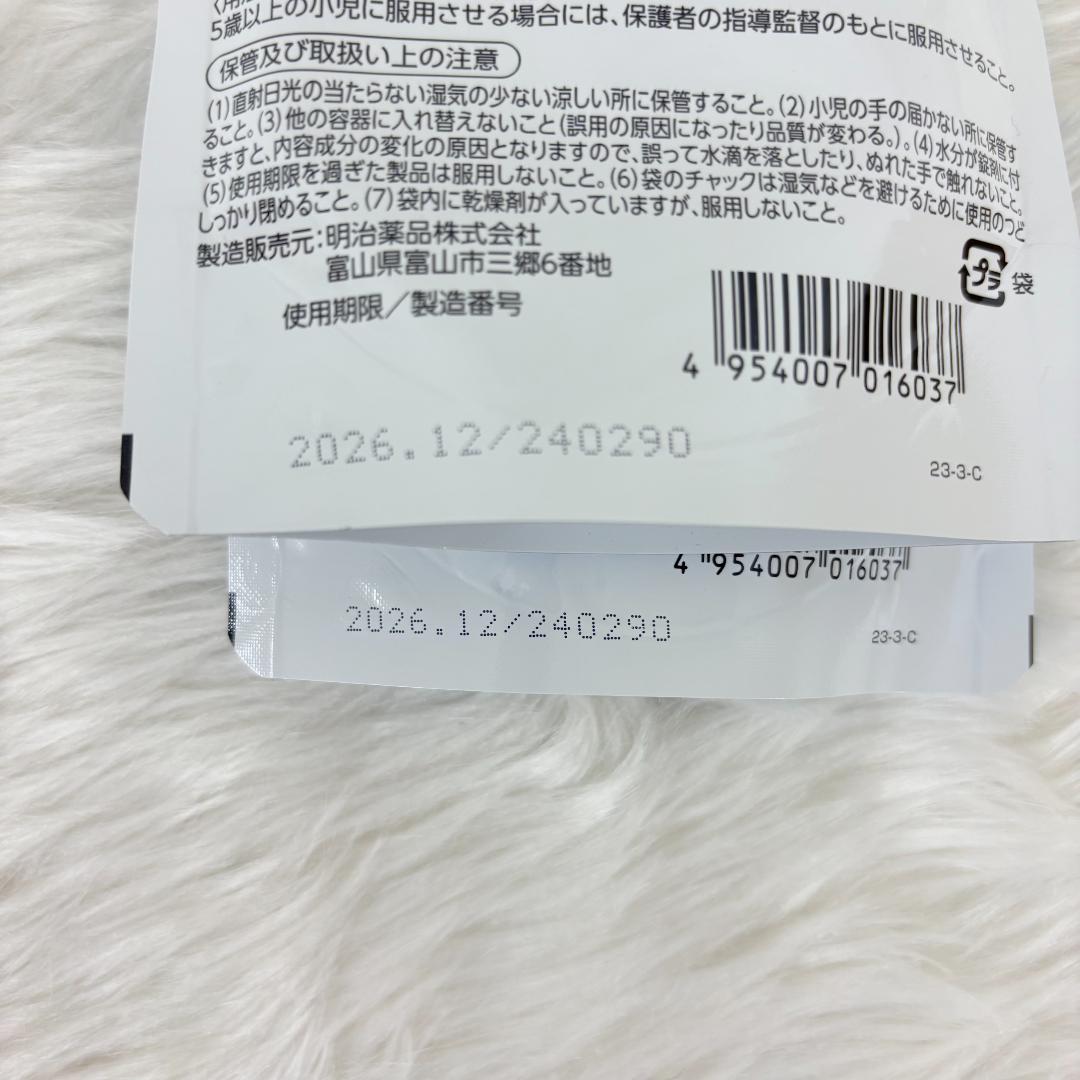 5歳以上の小児に服用させる場合には、保護者の指導監督のもとに服用させること。
保管及び取扱い上の注意
(1)直射日光の当たらない湿気の少ない涼しい所に保管すること。(2)小児の手の届かない所に保管す
ること。(3)他の容器に入れ替えないこと(誤用の原因になったり品質が変わる。)。(4)水分が錠剤に付
きますと、内容成分の変化の原因となりますので、誤って水滴を落としたり、ぬれた手で触れないこと。
(5)使用期限を過ぎた製品は服用しないこと。(6)袋のチャックは湿気などを避けるために使用のつど
しっかり閉めること。(7)袋内に乾燥剤が入っていますが、服用しないこと。
製造販売元:明治薬品株式会社
富山県富山市三郷6番地
プラ 袋
使用期限/製造番号
4 954007 016037
2026.12/240290
23-3-C
4 954007 016037
2026.12/240290
23-3-C